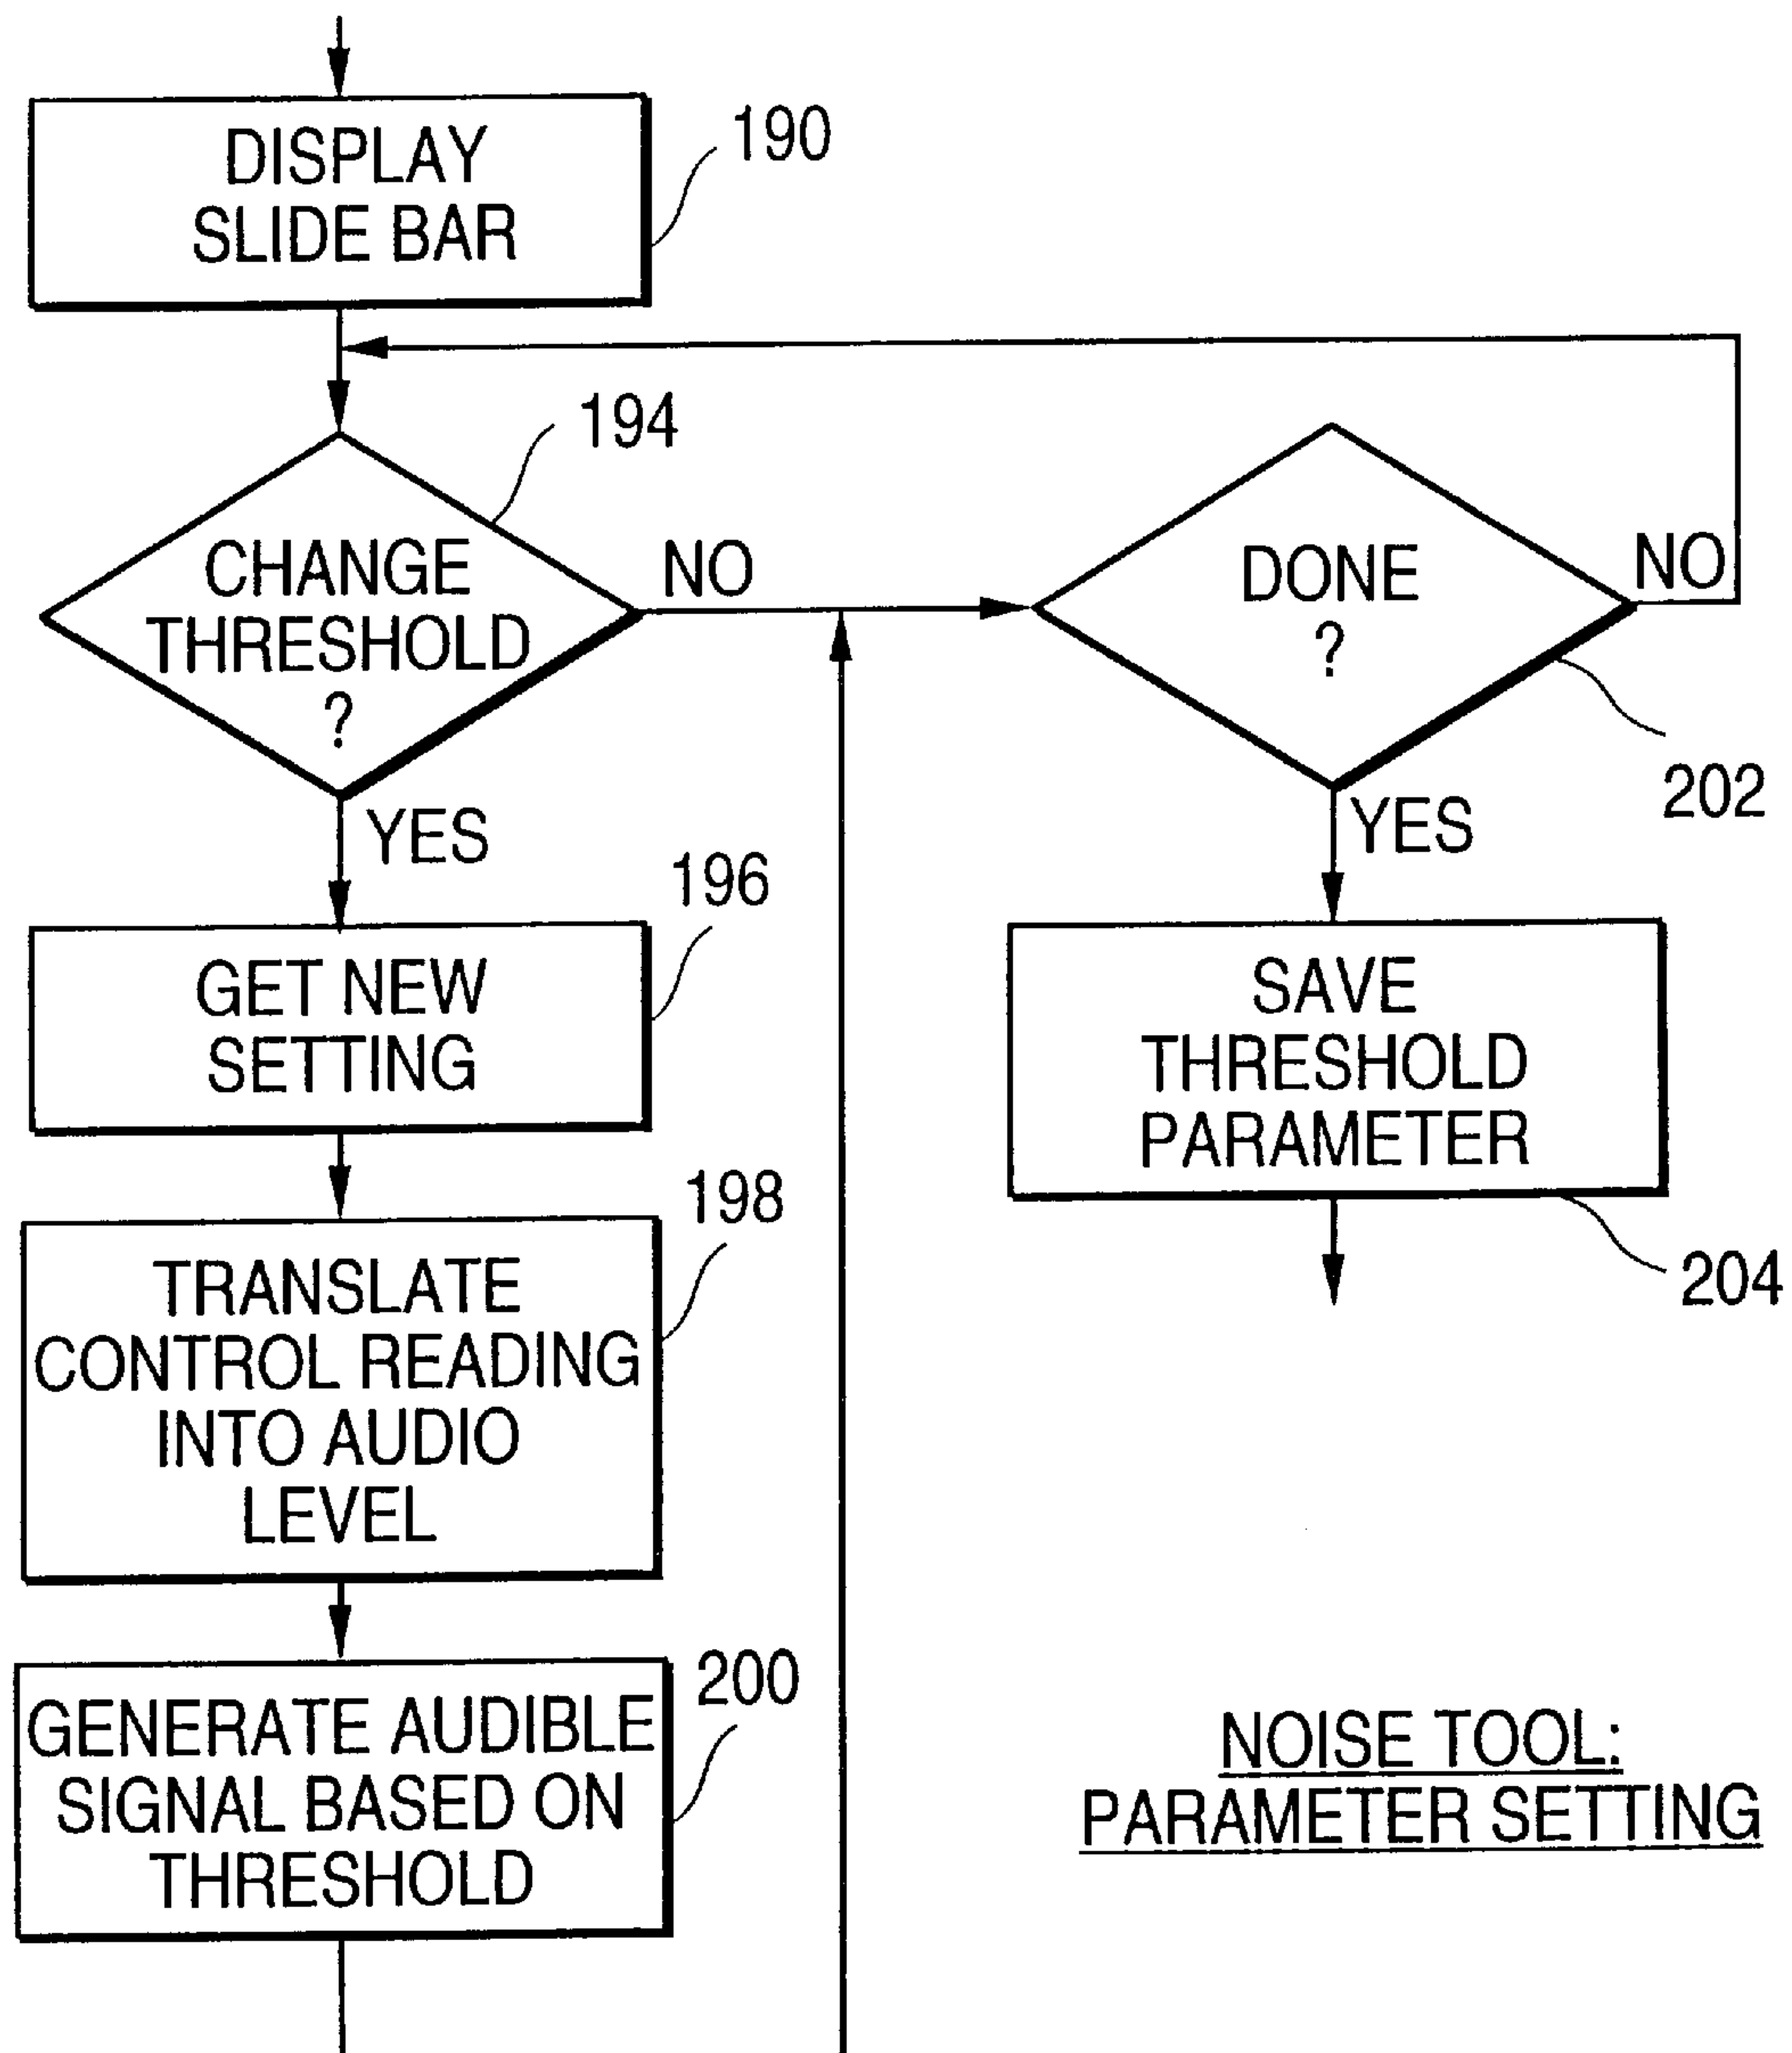 DISPLAY
SLIDE BAR
190
194
CHANGE
THRESHOLD
?
NO
DONE
?
NO
202
YES
YES
196
GET NEW
SETTING
SAVE
THRESHOLD
PARAMETER
204
198
TRANSLATE
CONTROL READING
INTO AUDIO
LEVEL
200
GENERATE AUDIBLE
SIGNAL BASED ON
THRESHOLD
NOISE TOOL:
PARAMETER SETTING